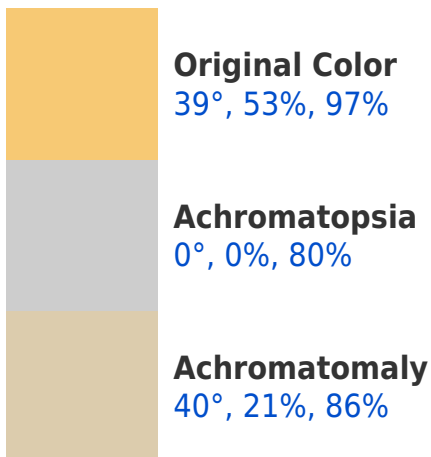 Original Color
39°, 53%, 97%
Achromatopsia
0°, 0%, 80%
Achromatomaly
40°, 21%, 86%